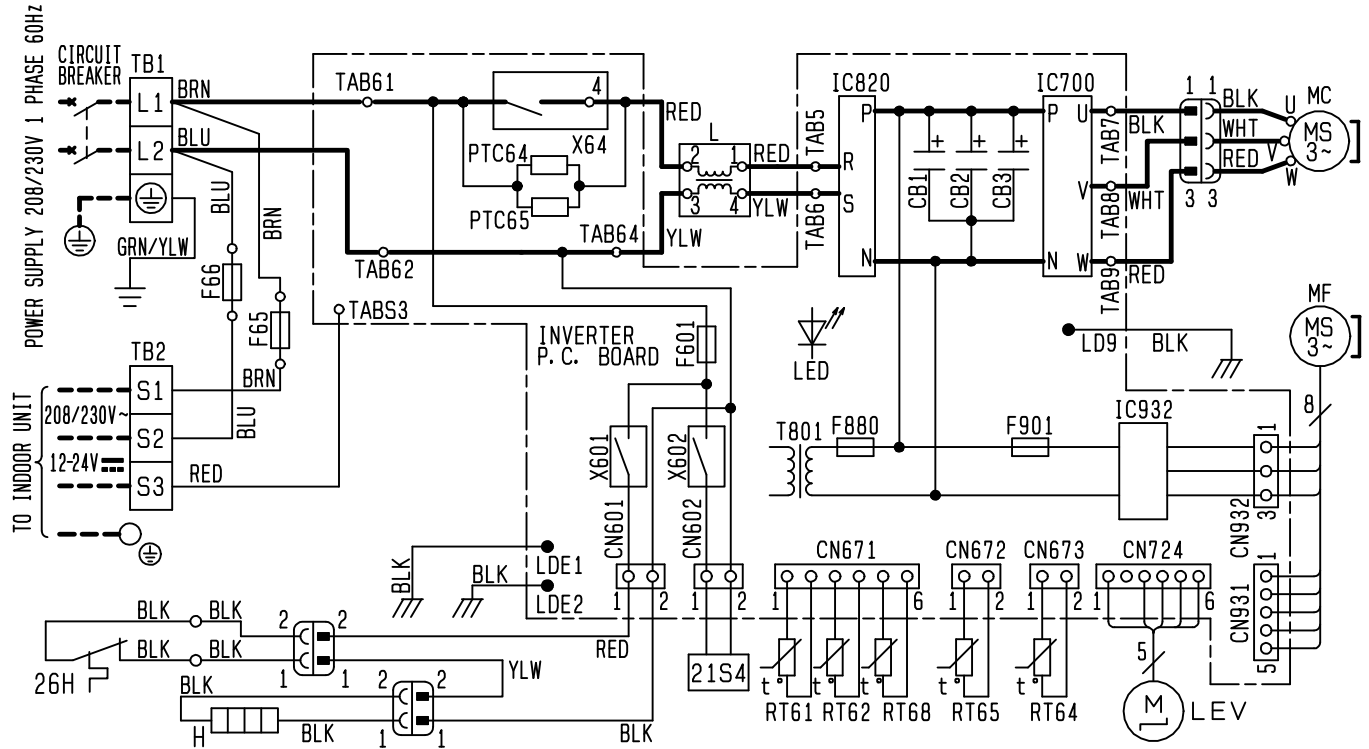 POWER SUPPLY 208/230V 1 PHASE 60Hz
CIRCUIT
BREAKER
TB1
L1
L2
BRN
BLU
GRN/YLW
BLU
BRN
F66
F65
BRN
BLU
TAB61
TAB62
TABS3
4
X64
PTC64
PTC65
TAB64
RED
YLW
L
2
1
3
4
RED
YLW
TAB5
TAB6
IC820
P
R
S
N
+
+
+
CB1
CB2
CB3
IC700
P
U
V
N
W
TAB7
TAB8
TAB9
BLK
WHT
RED
1
1
3
3
BLK
WHT
RED
U
V
W
MC
MS
3~
MF
MS
3~
8
INVERTER
P.C. BOARD
F601
LED
LD9
BLK
TB2
S1
S2
S3
TO INDOOR UNIT
208/230V~
12-24V
RED
X601
X602
CN601
CN602
T801
F880
F901
IC932
1
3
CN932
1
5
CN931
BLK
BLK
LDE1
LDE2
1
2
1
2
CN671
1
6
CN672
1
2
CN673
1
2
CN724
1
6
5
26H
BLK
BLK
BLK
BLK
2
2
1
1
RED
YLW
BLK
2
2
1
1
H
BLK
BLK
21S4
t°
t°
t°
t°
t°
RT61
RT62
RT68
RT65
RT64
M
LEV